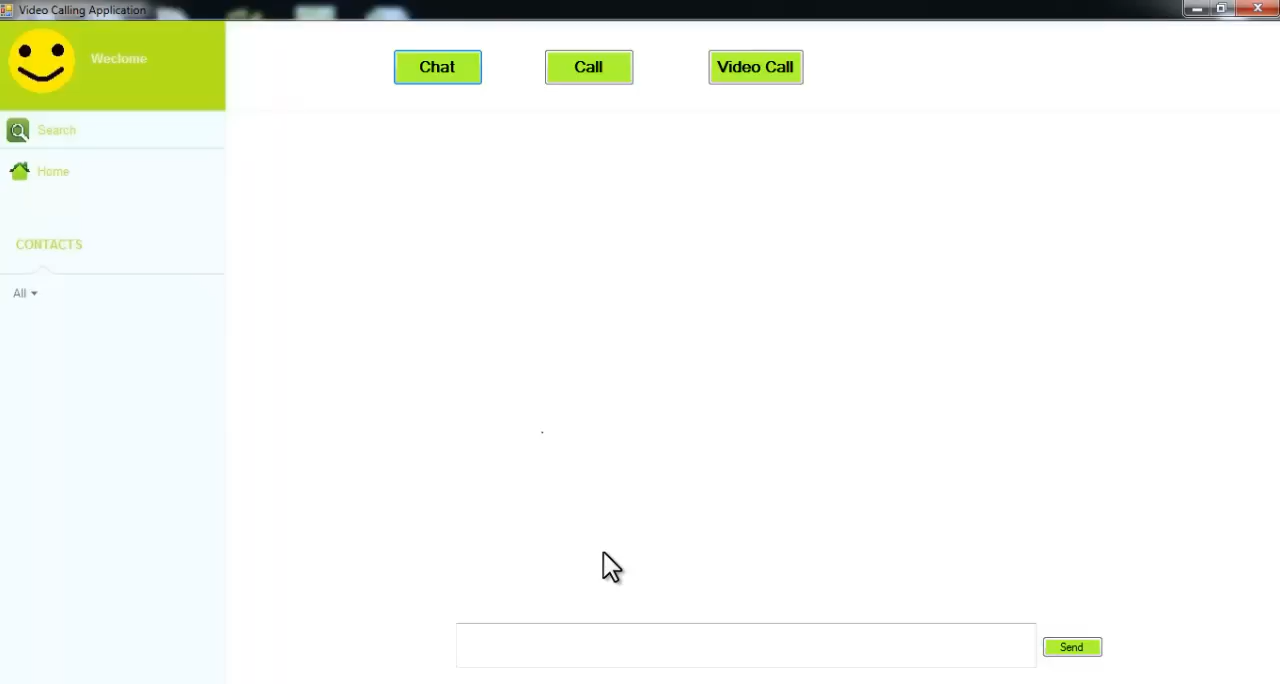 Video Calling Application
Weclome
Chat
Call
Video Call
Search
Home
CONTACTS
All
Send